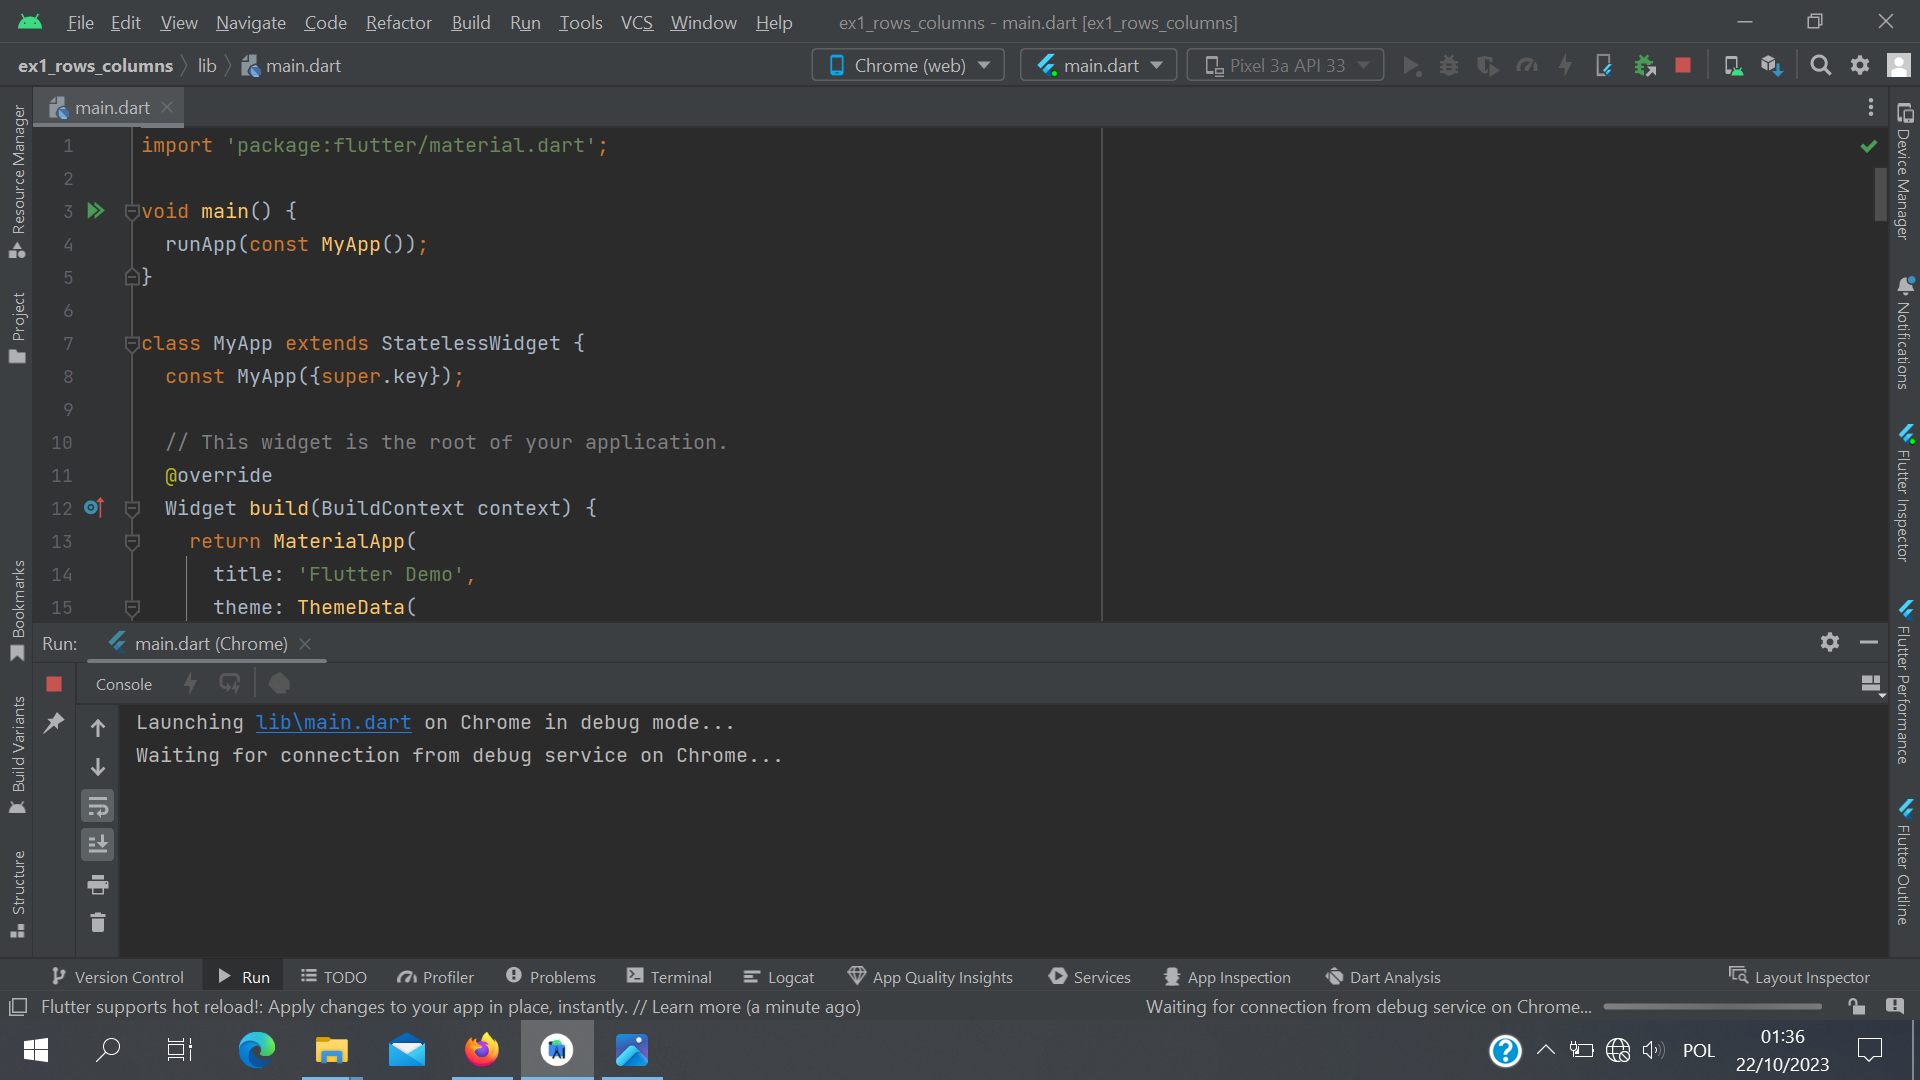 File Edit View Navigate Code Refactor Build Run Tools VCS Window Help ex1_rows_columns - main.dart [ex1_rows_columns]
ex1_rows_columns lib main.dart Chrome (web) main.dart Pixel 3a API 33
main.dart
1 import 'package:flutter/material.dart';
2
3 void main() {
4 runApp(const MyApp());
5 }
6
7 class MyApp extends StatelessWidget {
8 const MyApp({super.key});
9
10 // This widget is the root of your application.
11 @override
12 Widget build(BuildContext context) {
13 return MaterialApp(
14 title: 'Flutter Demo',
15 theme: ThemeData(
Resource Manager
Project
Bookmarks
Build Variants
Structure
Device Manager
Notifications
Flutter Inspector
Flutter Performance
Flutter Outline
Run: main.dart (Chrome)
Console
Launching lib\main.dart on Chrome in debug mode...
Waiting for connection from debug service on Chrome...
Version Control Run TODO Profiler Problems Terminal Logcat App Quality Insights Services App Inspection Dart Analysis Layout Inspector
Flutter supports hot reload!: Apply changes to your app in place, instantly. // Learn more (a minute ago) Waiting for connection from debug service on Chrome...
POL 01:36
22/10/2023